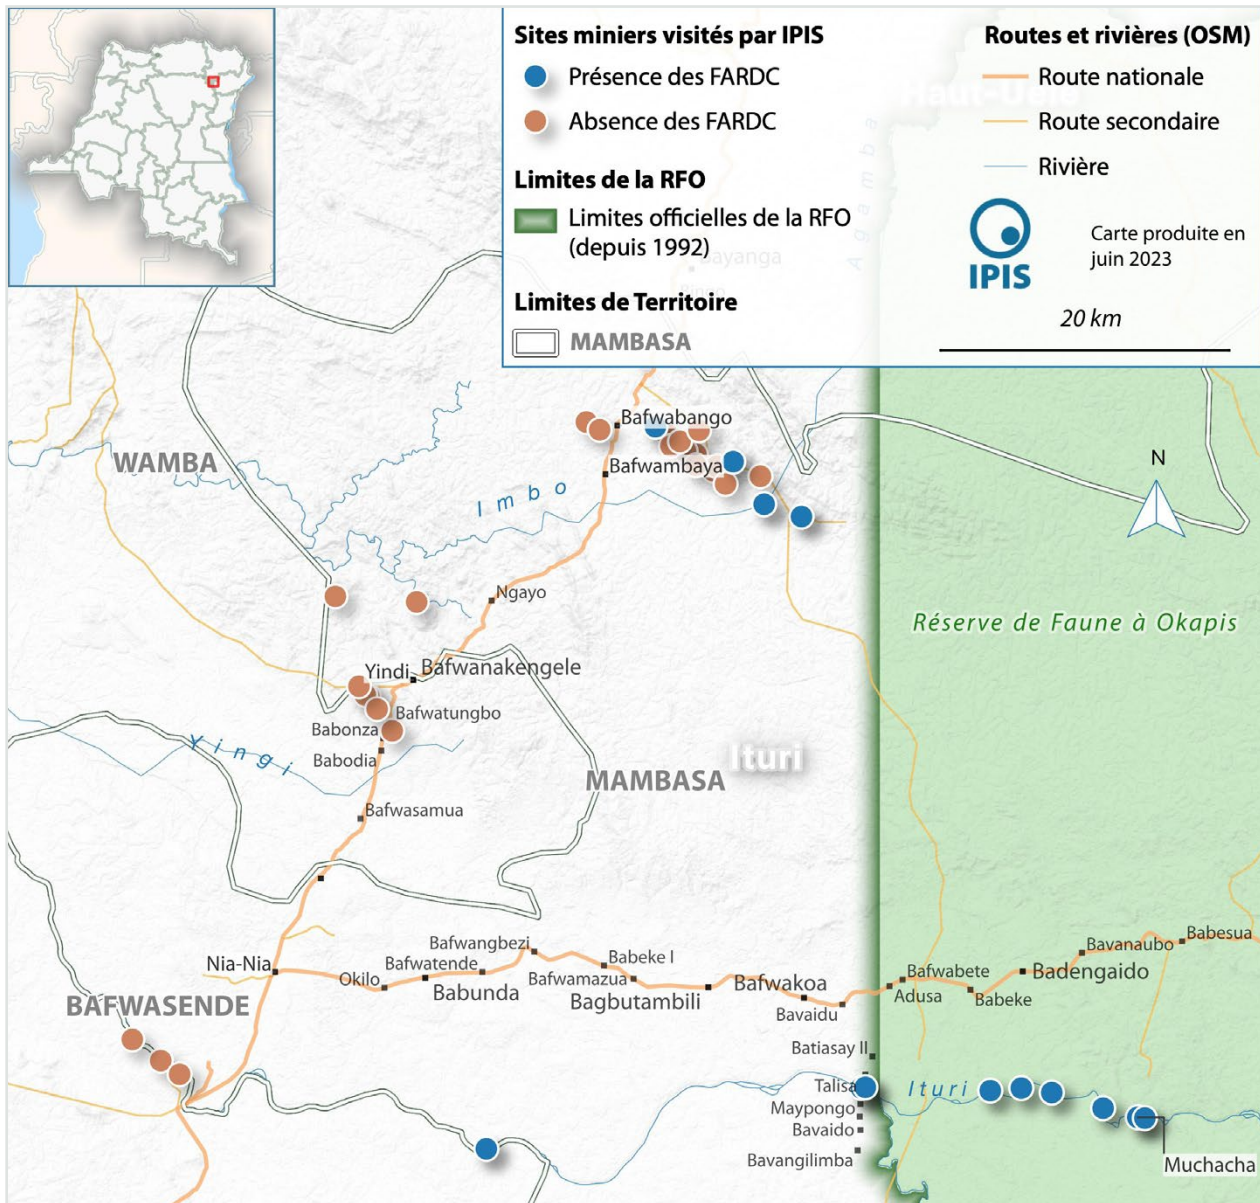 Sites miniers visités par IPIS
Présence des FARDC
Absence des FARDC
Limites de la RFO
Limites officielles de la RFO
(depuis 1992)
Limites de Territoire
MAMBASA
Routes et rivières (OSM)
Route nationale
Route secondaire
Rivière
IPIS
Carte produite en
juin 2023
20 km
Haut-Uele
Agamba
Bayanga
Bafwabango
WAMBA
Bafwambaya
Imbo
N
Ngayo
Réserve de Faune à Okapis
Yindi
Bafwanakengele
Bafwatungbo
Babonza
Yingi
Babodia
MAMBASA
Ituri
Bafwasamua
Nia-Nia
Bafwangbezi
Bafwatende
Okilo
Babunda
Babeke I
Bafwamazua
Bagbutambili
Bafwakoa
Bavaidu
Bafwabete
Adusa
Babeke
Badengaido
Bavanaubo
Babesua
BAFWASENDE
Batiasay II
Talisa
Ituri
Maypongo
Bavaido
Bavangilimba
Muchacha